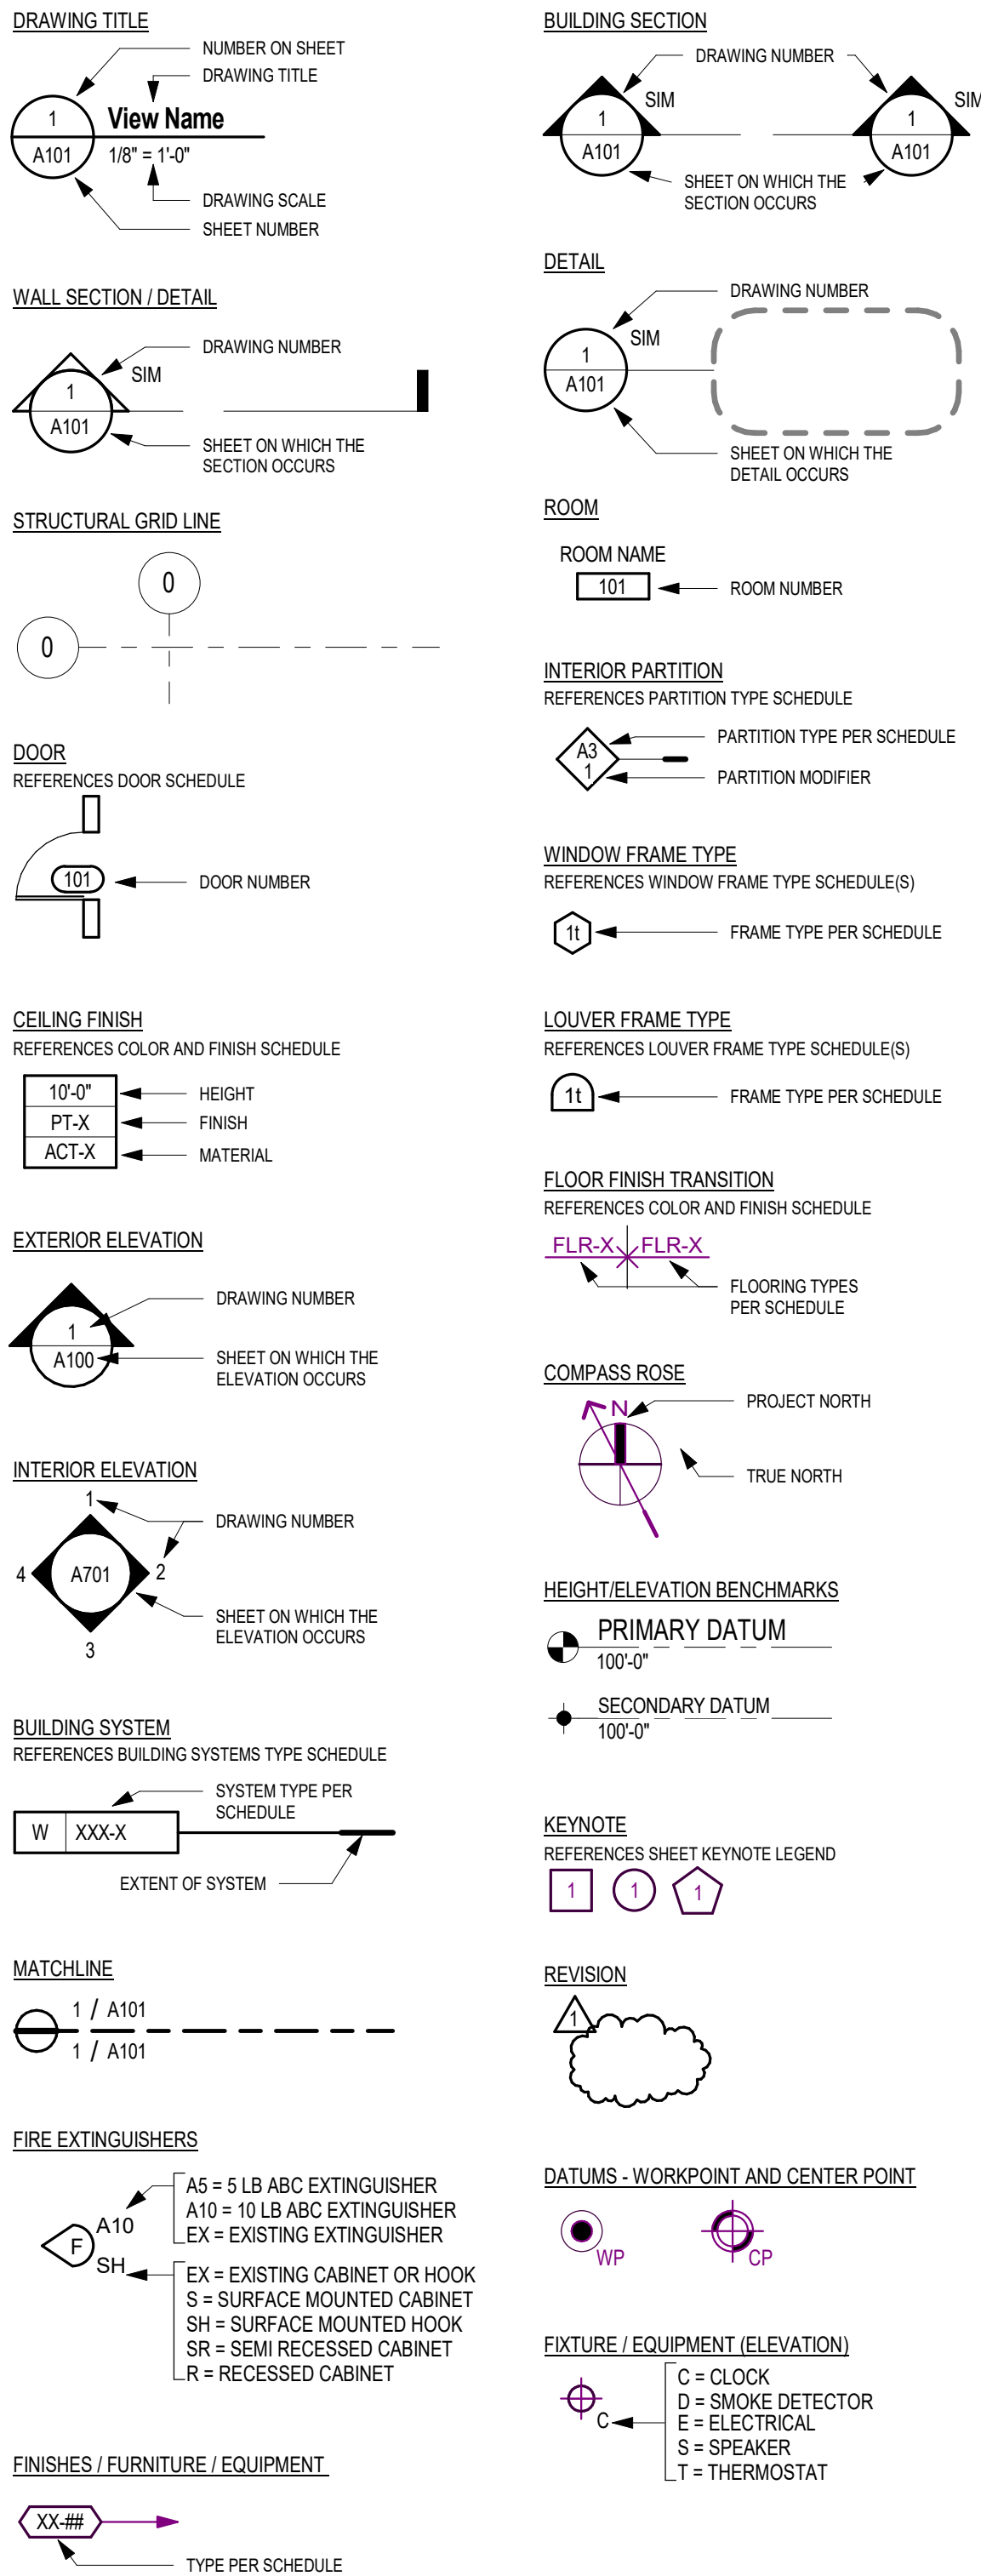 DRAWING TITLE
NUMBER ON SHEET
DRAWING TITLE
1
View Name
A101
1/8" = 1'-0"
DRAWING SCALE
SHEET NUMBER
WALL SECTION / DETAIL
DRAWING NUMBER
SIM
1
A101
SHEET ON WHICH THE
SECTION OCCURS
STRUCTURAL GRID LINE
0
0
DOOR
REFERENCES DOOR SCHEDULE
101
DOOR NUMBER
CEILING FINISH
REFERENCES COLOR AND FINISH SCHEDULE
10'-0"
HEIGHT
PT-X
FINISH
ACT-X
MATERIAL
EXTERIOR ELEVATION
DRAWING NUMBER
1
A100
SHEET ON WHICH THE
ELEVATION OCCURS
INTERIOR ELEVATION
1
DRAWING NUMBER
4
A701
2
SHEET ON WHICH THE
ELEVATION OCCURS
3
BUILDING SYSTEM
REFERENCES BUILDING SYSTEMS TYPE SCHEDULE
SYSTEM TYPE PER
SCHEDULE
W XXX-X
EXTENT OF SYSTEM
MATCHLINE
1 / A101
1 / A101
FIRE EXTINGUISHERS
A5 = 5 LB ABC EXTINGUISHER
A10 = 10 LB ABC EXTINGUISHER
EX = EXISTING EXTINGUISHER
A10
F
SH
EX = EXISTING CABINET OR HOOK
S = SURFACE MOUNTED CABINET
SH = SURFACE MOUNTED HOOK
SR = SEMI RECESSED CABINET
R = RECESSED CABINET
FINISHES / FURNITURE / EQUIPMENT
XX-##
TYPE PER SCHEDULE
BUILDING SECTION
DRAWING NUMBER
SIM
SIM
1
1
A101
A101
SHEET ON WHICH THE
SECTION OCCURS
DETAIL
DRAWING NUMBER
SIM
1
A101
SHEET ON WHICH THE
DETAIL OCCURS
ROOM
ROOM NAME
101
ROOM NUMBER
INTERIOR PARTITION
REFERENCES PARTITION TYPE SCHEDULE
PARTITION TYPE PER SCHEDULE
A3
1
PARTITION MODIFIER
WINDOW FRAME TYPE
REFERENCES WINDOW FRAME TYPE SCHEDULE(S)
1t
FRAME TYPE PER SCHEDULE
LOUVER FRAME TYPE
REFERENCES LOUVER FRAME TYPE SCHEDULE(S)
1t
FRAME TYPE PER SCHEDULE
FLOOR FINISH TRANSITION
REFERENCES COLOR AND FINISH SCHEDULE
FLR-X FLR-X
FLOORING TYPES
PER SCHEDULE
COMPASS ROSE
N
PROJECT NORTH
TRUE NORTH
HEIGHT/ELEVATION BENCHMARKS
PRIMARY DATUM
100'-0"
SECONDARY DATUM
100'-0"
KEYNOTE
REFERENCES SHEET KEYNOTE LEGEND
1 1 1
REVISION
1
DATUMS - WORKPOINT AND CENTER POINT
WP
CP
FIXTURE / EQUIPMENT (ELEVATION)
C
C = CLOCK
D = SMOKE DETECTOR
E = ELECTRICAL
S = SPEAKER
T = THERMOSTAT